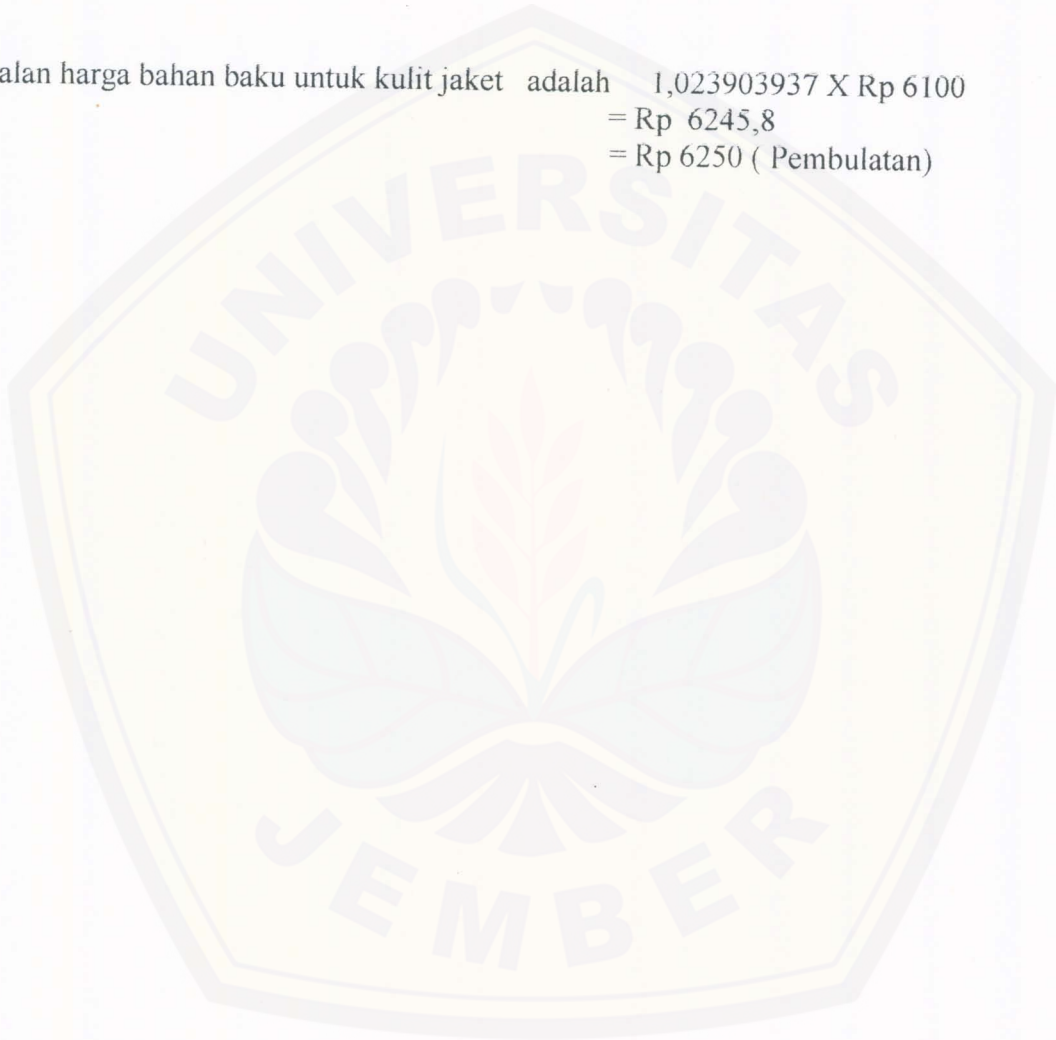 alan harga bahan baku untuk kulit jaket adalah 1,023903937 X Rp 6100
= Rp 6245,8
= Rp 6250 ( Pembulatan)
UNIVERSITAS
JEMBER